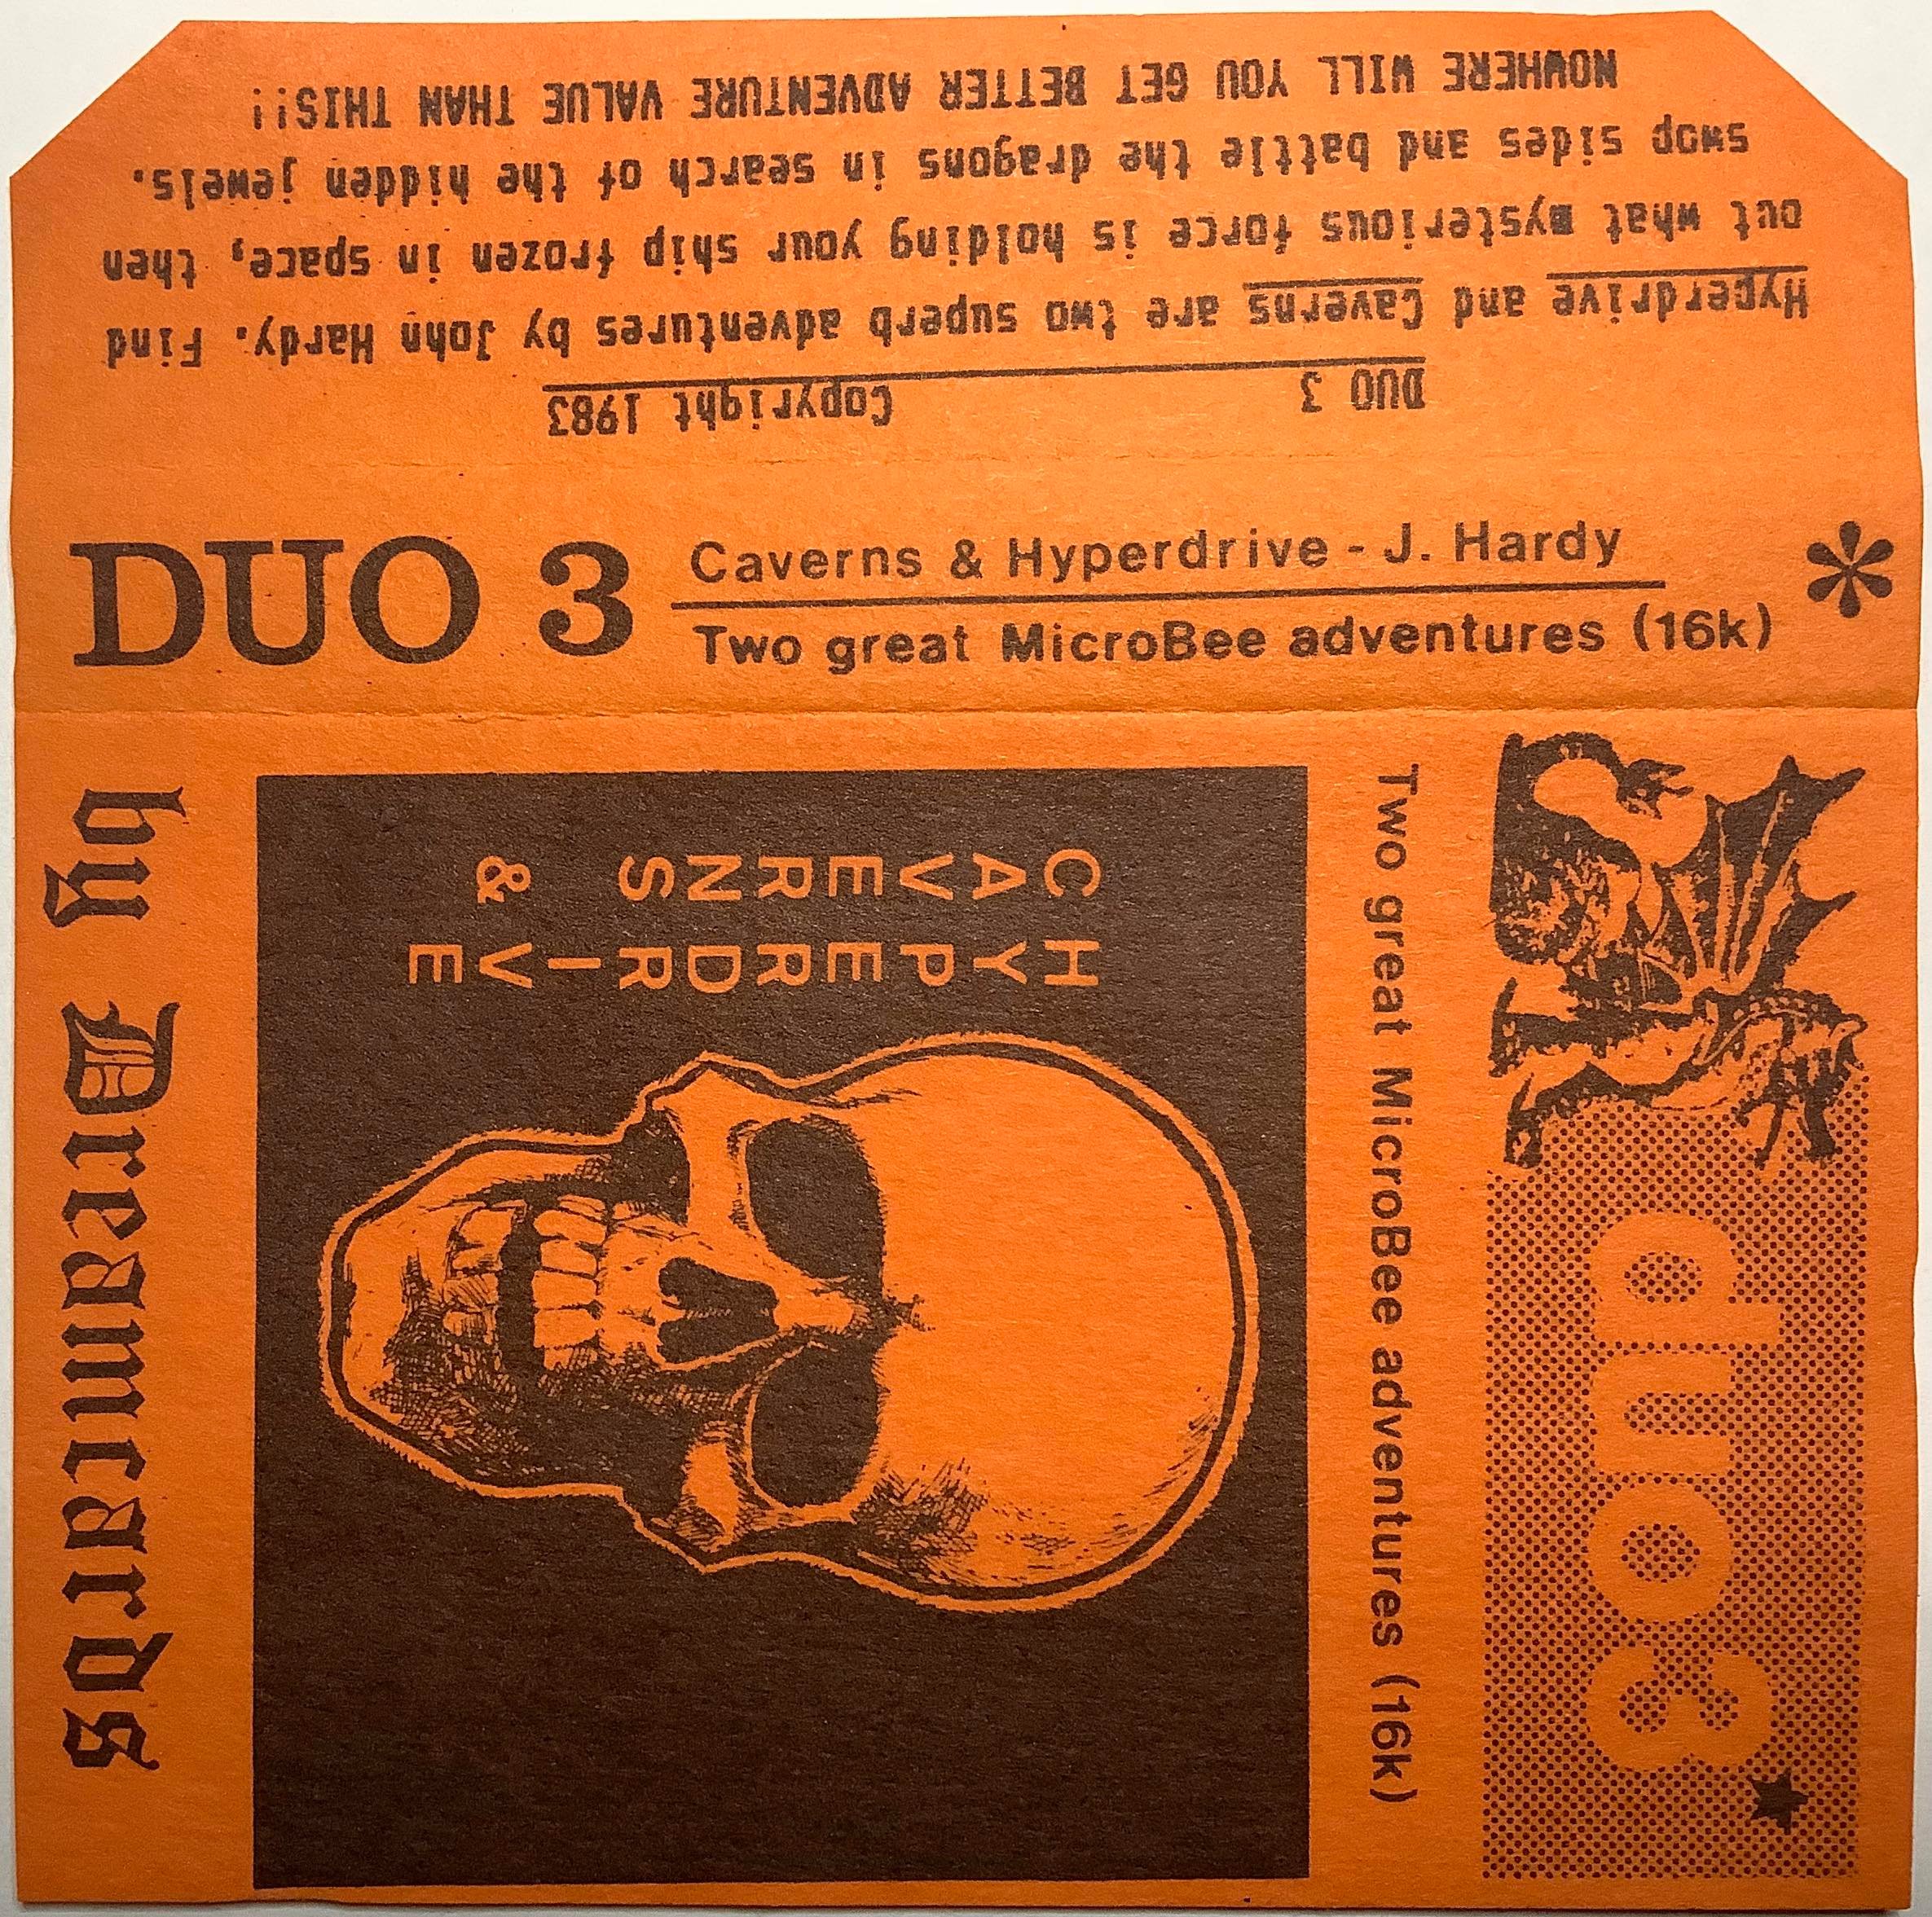 duo3
Two great MicroBee adventures (16k)
CAVERNS &
HYPERDRIVE
by Dreamcards
DUO 3
Caverns & Hyperdrive - J. Hardy
Two great MicroBee adventures (16k)
*
DUO 3 Copyright 1983
Hyperdrive and Caverns are two superb adventures by John Hardy. Find
out what mysterious force is holding your ship frozen in space, then
swop sides and battle the dragons in search of the hidden jewels.
NOWHERE WILL YOU GET BETTER ADVENTURE VALUE THAN THIS!!